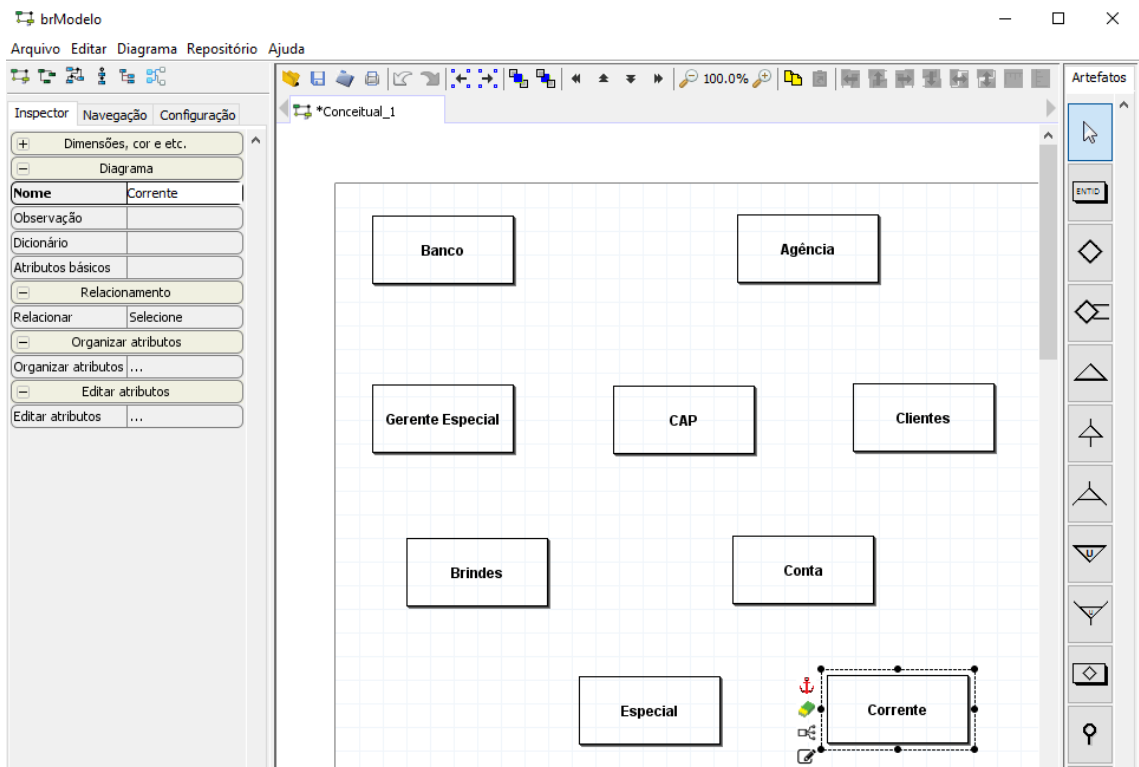 brModelo
Arquivo Editar Diagrama Repositório Ajuda
100.0%
Artefatos
Inspector Navegação Configuração
*Conceitual_1
Dimensões, cor e etc.
Diagrama
Nome Corrente
Observação
Dicionário
Atributos básicos
Relacionamento
Relacionar Selecione
Organizar atributos
Organizar atributos ...
Editar atributos
Editar atributos ...
ENTID
Banco
Agência
Gerente Especial
CAP
Clientes
Brindes
Conta
U
U
Especial
Corrente